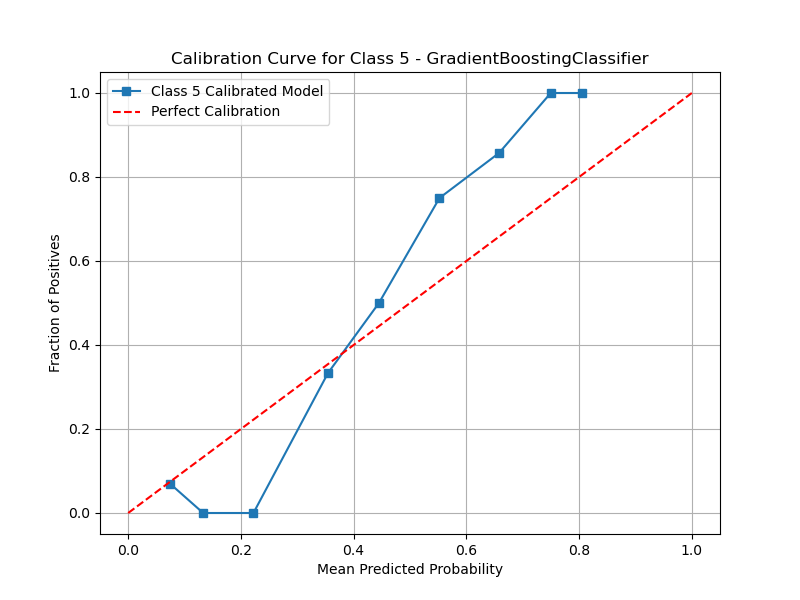 Calibration Curve for Class 5 - GradientBoostingClassifier
Class 5 Calibrated Model
Perfect Calibration
1.0
0.8
0.6
0.4
0.2
0.0
Fraction of Positives
0.0 0.2 0.4 0.6 0.8 1.0
Mean Predicted Probability